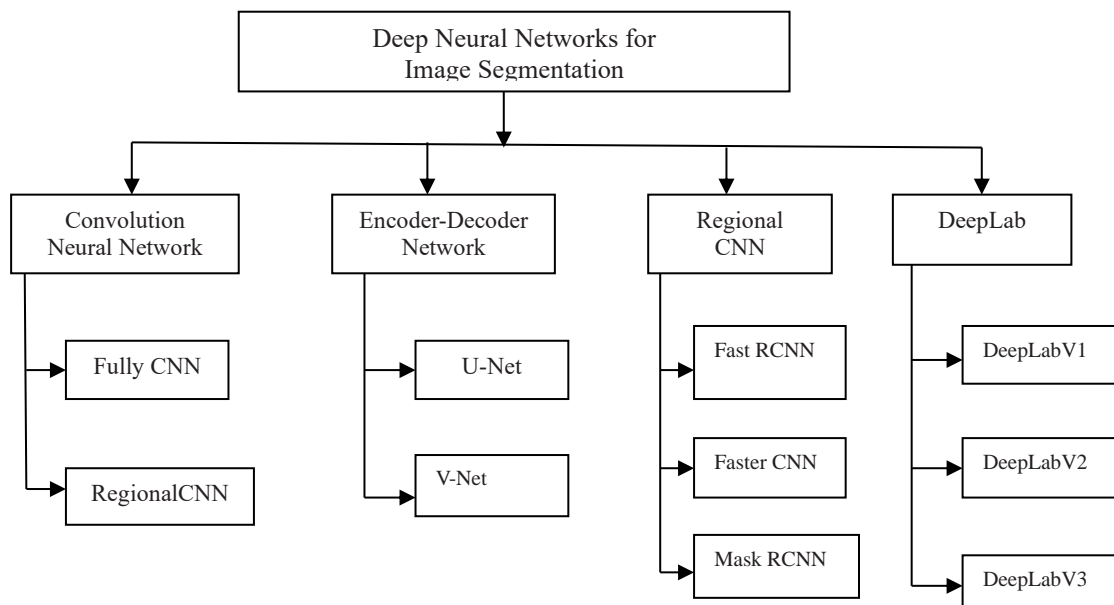 Deep Neural Networks for
Image Segmentation
Convolution
Neural Network
Encoder-Decoder
Network
Regional
CNN
DeepLab
Fully CNN
RegionalCNN
U-Net
V-Net
Fast RCNN
Faster CNN
Mask RCNN
DeepLabV1
DeepLabV2
DeepLabV3